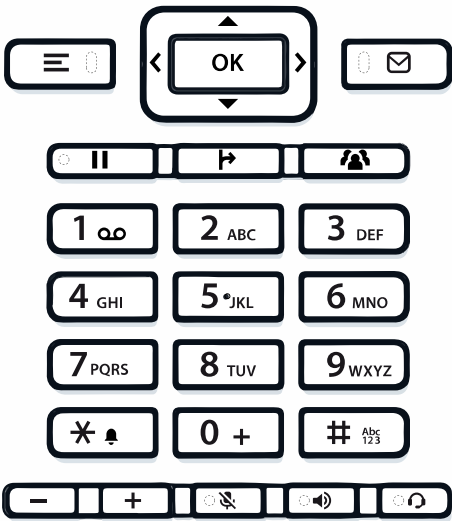 OK
1
2 ABC
3 DEF
4 GHI
5 JKL
6 MNO
7 PQRS
8 TUV
9 WXYZ
*
0 +
# Abc
123
− +